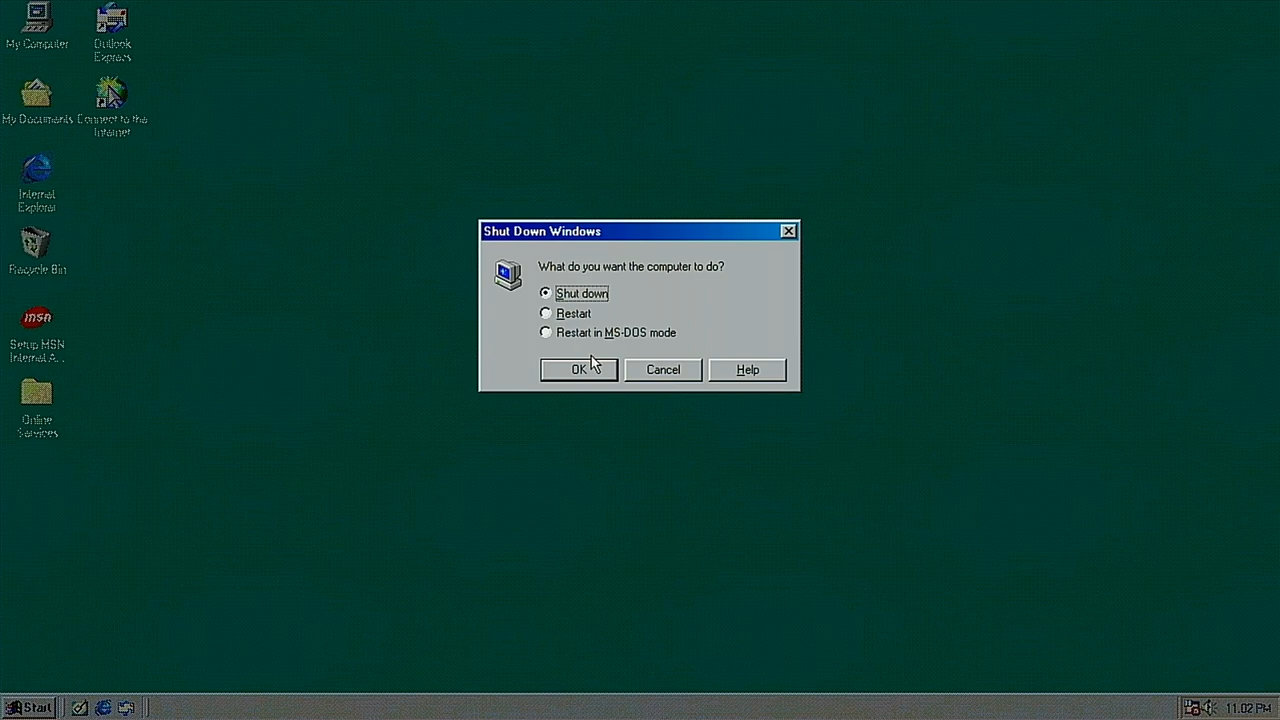 My Computer
Outlook
Express
My Documents
Connect to the
Internet
Internet
Explorer
Recycle Bin
msn
Setup MSN
Internet A...
Online
Services
Shut Down Windows
What do you want the computer to do?
Shut down
Restart
Restart in MS-DOS mode
OK
Cancel
Help
Start
11.02 PM